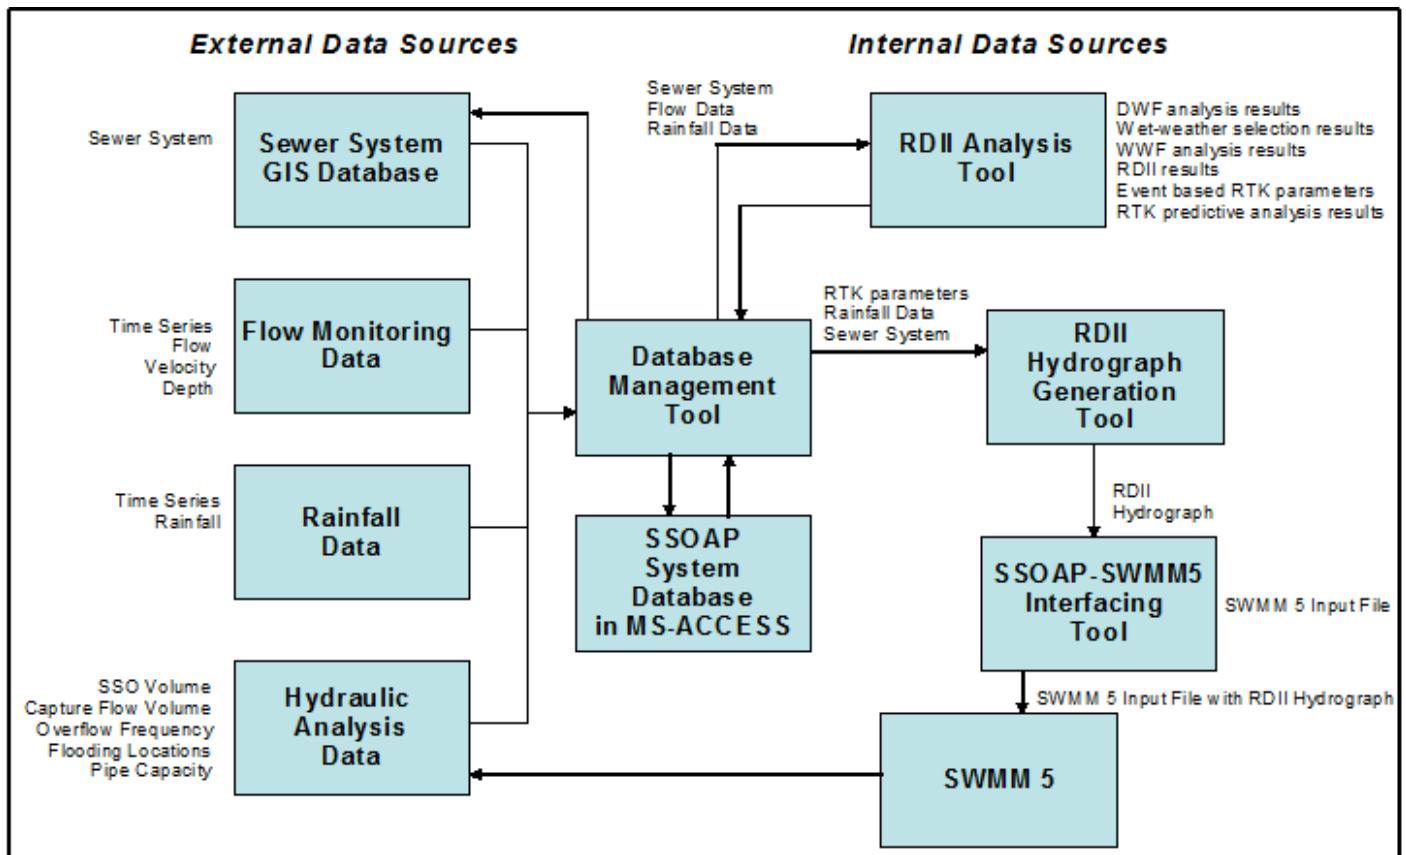 External Data Sources
Internal Data Sources
Sewer System
Sewer System
GIS Database
Sewer System
Flow Data
Rainfall Data
RDII Analysis
Tool
DWF analysis results
Wet-weather selection results
WWF analysis results
RDII results
Event based RTK parameters
RTK predictive analysis results
Time Series
Flow
Velocity
Depth
Flow Monitoring
Data
Database
Management
Tool
RTK parameters
Rainfall Data
Sewer System
RDII
Hydrograph
Generation
Tool
Time Series
Rainfall
Rainfall
Data
SSOAP
System
Database
in MS-ACCESS
RDII
Hydrograph
SSOAP-SWMM5
Interfacing
Tool
SWMM 5 Input File
SSO Volume
Capture Flow Volume
Overflow Frequency
Flooding Locations
Pipe Capacity
Hydraulic
Analysis
Data
SWMM 5 Input File with RDII Hydrograph
SWMM 5